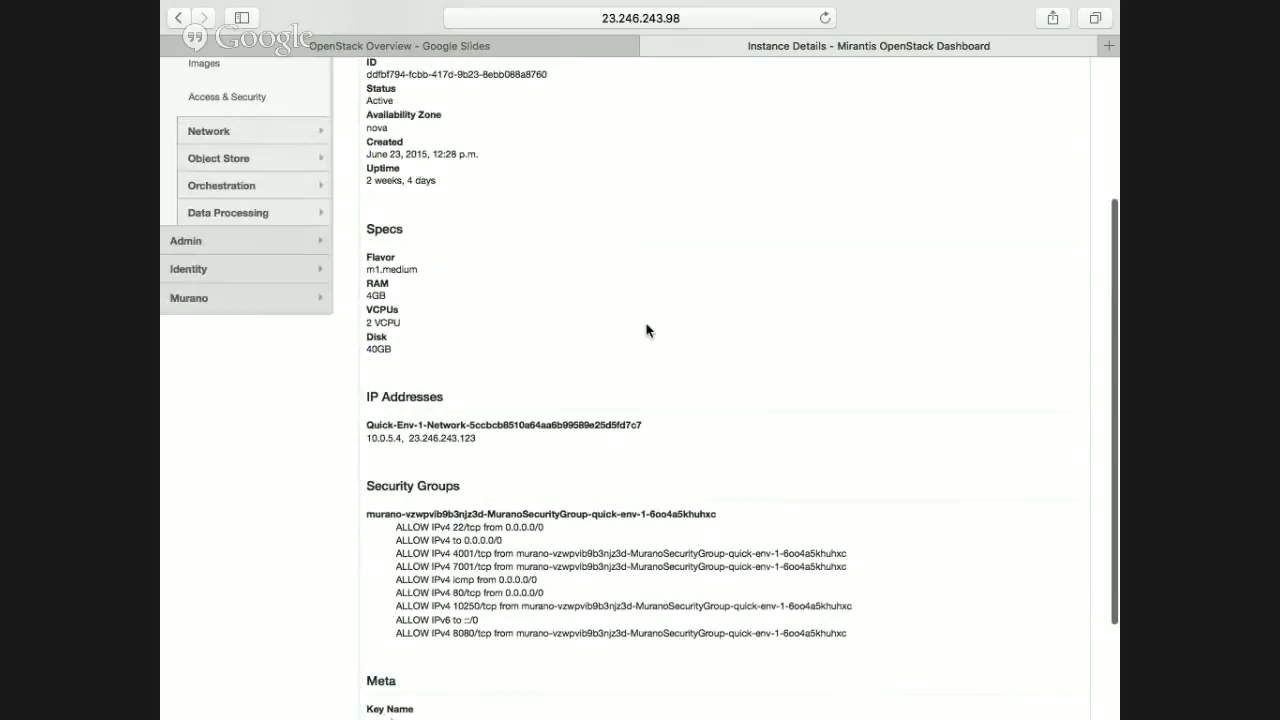 23.246.243.98
Google
OpenStack Overview - Google Slides
Instance Details - Mirantis OpenStack Dashboard
Images
Access & Security
Network
Object Store
Orchestration
Data Processing
Admin
Identity
Murano
ID
ddfbf794-fcbb-417d-9b23-8ebb088a8760
Status
Active
Availability Zone
nova
Created
June 23, 2015, 12:28 p.m.
Uptime
2 weeks, 4 days
Specs
Flavor
m1.medium
RAM
4GB
VCPUs
2 VCPU
Disk
40GB
IP Addresses
Quick-Env-1-Network-5ccbcb8510a64aa6b99589e25d5fd7c7
10.0.5.4, 23.246.243.123
Security Groups
murano-vzwpvib9b3njz3d-MuranoSecurityGroup-quick-env-1-6oo4a5khuhxc
ALLOW IPv4 22/tcp from 0.0.0.0/0
ALLOW IPv4 to 0.0.0.0/0
ALLOW IPv4 4001/tcp from murano-vzwpvib9b3njz3d-MuranoSecurityGroup-quick-env-1-6oo4a5khuhxc
ALLOW IPv4 7001/tcp from murano-vzwpvib9b3njz3d-MuranoSecurityGroup-quick-env-1-6oo4a5khuhxc
ALLOW IPv4 icmp from 0.0.0.0/0
ALLOW IPv4 80/tcp from 0.0.0.0/0
ALLOW IPv4 10250/tcp from murano-vzwpvib9b3njz3d-MuranoSecurityGroup-quick-env-1-6oo4a5khuhxc
ALLOW IPv6 to ::/0
ALLOW IPv4 8080/tcp from murano-vzwpvib9b3njz3d-MuranoSecurityGroup-quick-env-1-6oo4a5khuhxc
Meta
Key Name